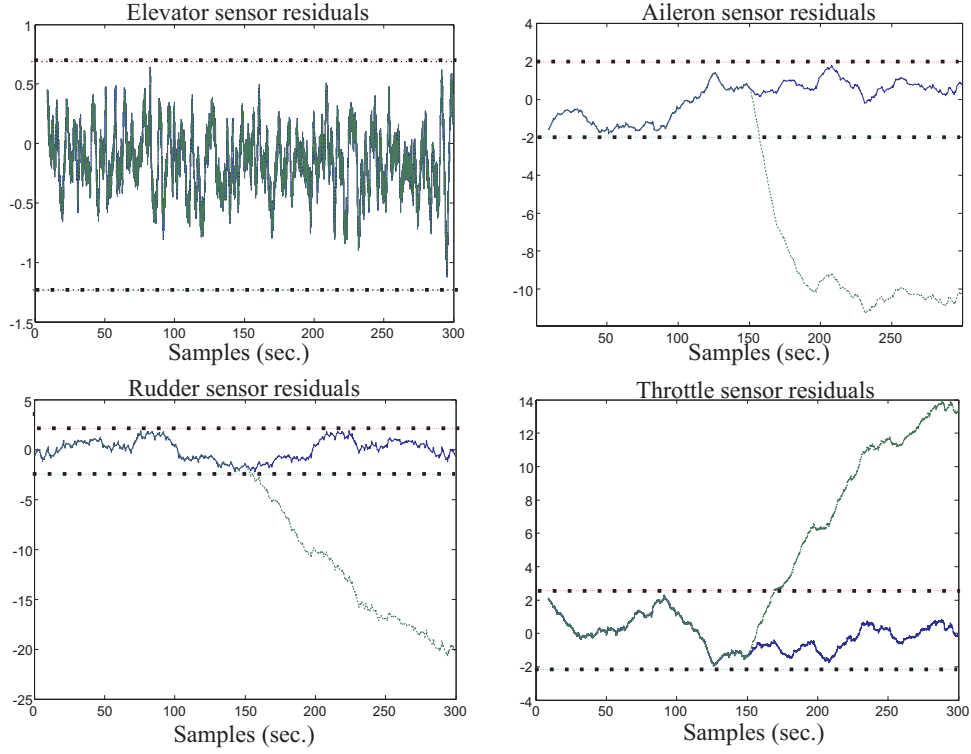 Elevator sensor residuals
1
0.5
0
-0.5
-1
-1.5
0 50 100 150 200 250 300
Samples (sec.)
Aileron sensor residuals
4
2
0
-2
-4
-6
-8
-10
50 100 150 200 250
Samples (sec.)
Rudder sensor residuals
5
0
-5
-10
-15
-20
-25
0 50 100 150 200 250 300
Samples (sec.)
Throttle sensor residuals
14
12
10
8
6
4
2
0
-2
-4
0 50 100 150 200 250 300
Samples (sec.)